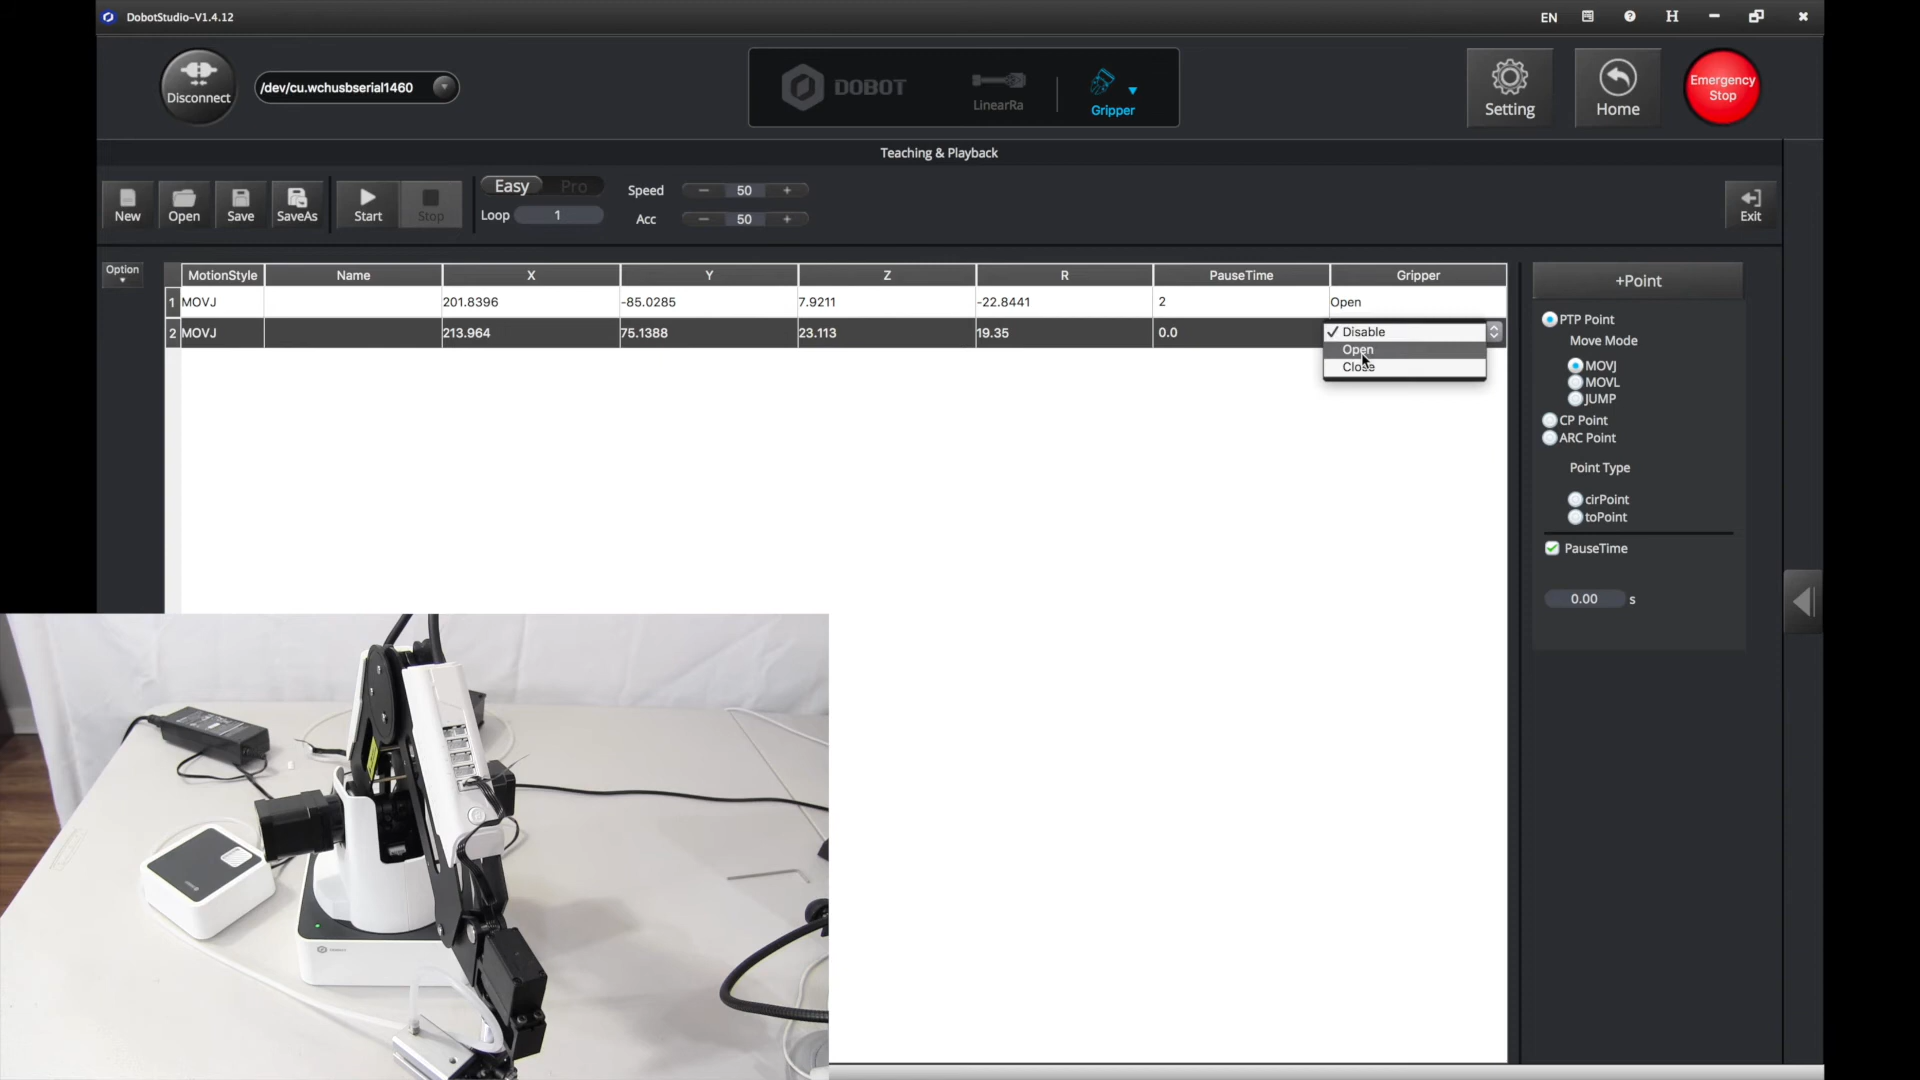 DobotStudio-V1.4.12
EN
H
Disconnect
/dev/cu.wchusbserial1460
DOBOT
LinearRa
Gripper
Setting
Home
Emergency Stop
Teaching & Playback
New
Open
Save
SaveAs
Start
Stop
Easy
Pro
Loop
1
Speed
− 50 +
Acc
− 50 +
Exit
Option
MotionStyle Name X Y Z R PauseTime Gripper
1 MOVJ 201.8396 -85.0285 7.9211 -22.8441 2 Open
2 MOVJ 213.964 75.1388 23.113 19.35 0.0 ✓ Disable
Open
Close
+Point
PTP Point
Move Mode
MOVJ
MOVL
JUMP
CP Point
ARC Point
Point Type
cirPoint
toPoint
PauseTime
0.00 s